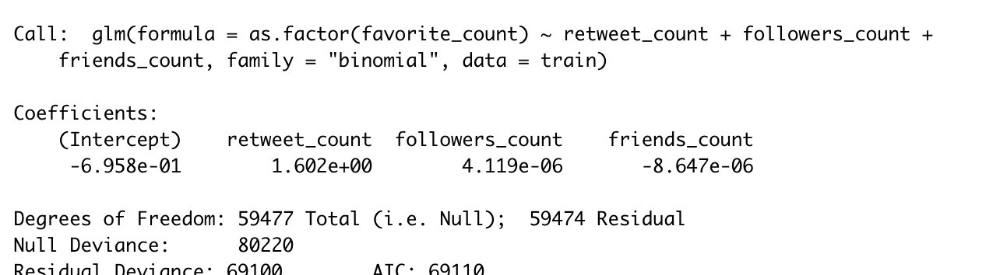 Call:  glm(formula = as.factor(favorite_count) ~ retweet_count + followers_count +
    friends_count, family = "binomial", data = train)
Coefficients:
    (Intercept)    retweet_count  followers_count    friends_count
     -6.958e-01        1.602e+00        4.119e-06       -8.647e-06
Degrees of Freedom: 59477 Total (i.e. Null);  59474 Residual
Null Deviance:      80220
Residual Deviance: 69100        AIC: 69110